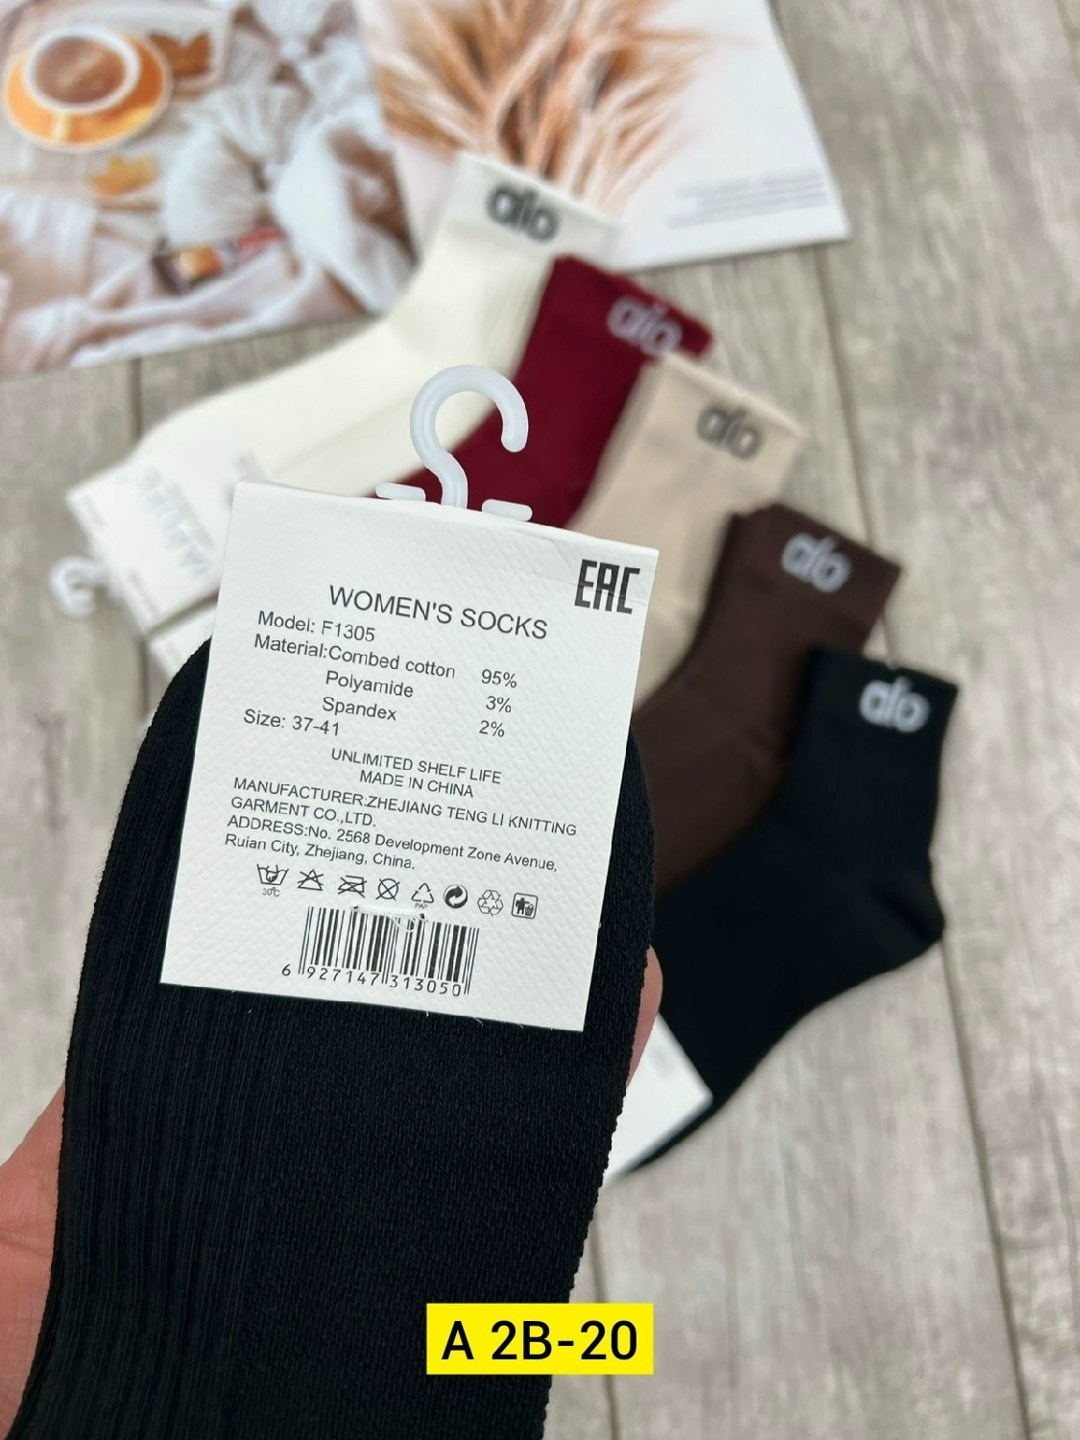 alo
alo
alo
alo
alo
EAC
WOMEN'S SOCKS
Model: F1305
Material:Combed cotton 95%
Polyamide 3%
Spandex 2%
Size: 37-41
UNLIMITED SHELF LIFE
MADE IN CHINA
MANUFACTURER:ZHEJIANG TENG LI KNITTING
GARMENT CO.,LTD.
ADDRESS:No. 2568 Development Zone Avenue,
Ruian City, Zhejiang, China.
30°C
PAP
6 927147 313050
A 2B-20